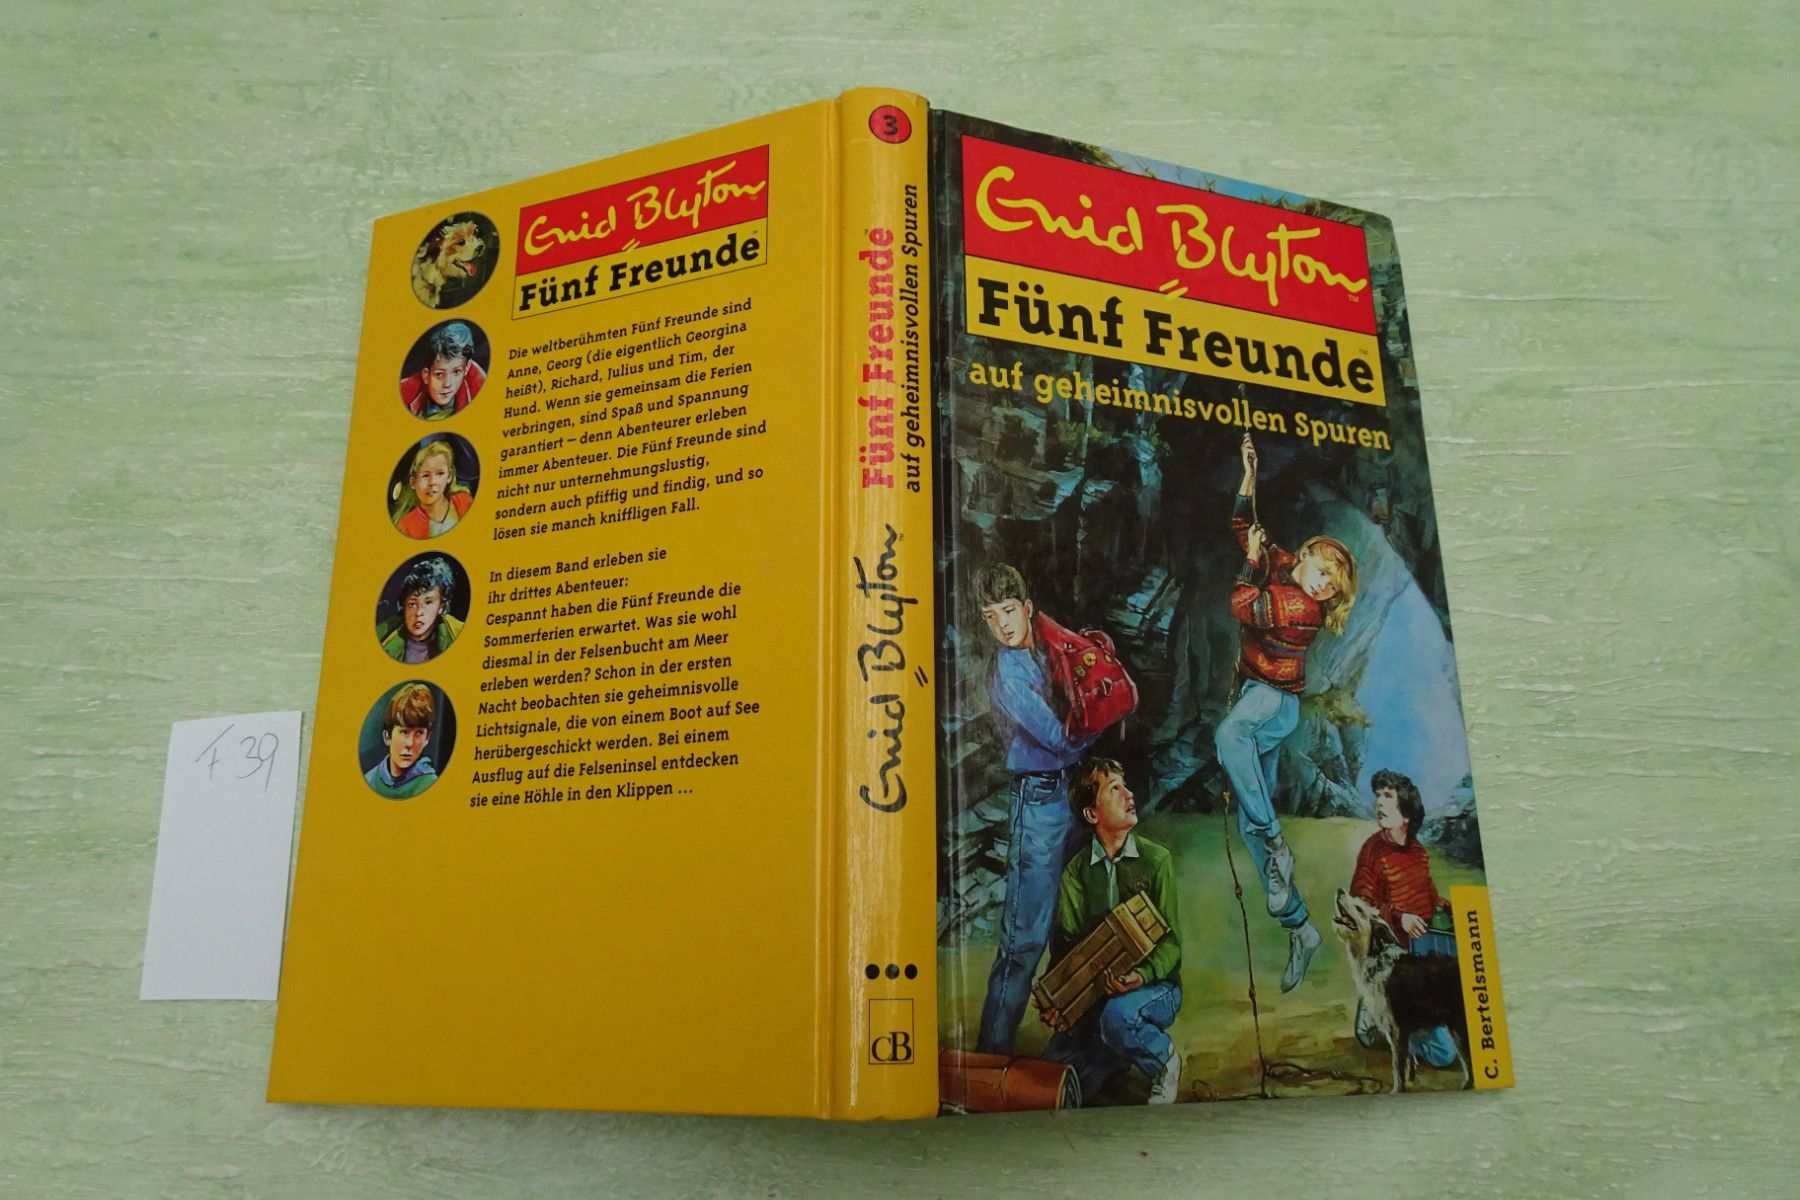 F 39
Enid Blyton™
Fünf Freunde™
Die weltberühmten Fünf Freunde sind
Anne, Georg (die eigentlich Georgina
heißt), Richard, Julius und Tim, der
Hund. Wenn sie gemeinsam die Ferien
verbringen, sind Spaß und Spannung
garantiert – denn Abenteurer erleben
immer Abenteuer. Die Fünf Freunde sind
nicht nur unternehmungslustig,
sondern auch pfiffig und findig, und so
lösen sie manch kniffligen Fall.
In diesem Band erleben sie
ihr drittes Abenteuer:
Gespannt haben die Fünf Freunde die
Sommerferien erwartet. Was sie wohl
diesmal in der Felsenbucht am Meer
erleben werden? Schon in der ersten
Nacht beobachten sie geheimnisvolle
Lichtsignale, die von einem Boot auf See
herübergeschickt werden. Bei einem
Ausflug auf die Felseninsel entdecken
sie eine Höhle in den Klippen ...
3
Enid Blyton™
Fünf Freunde™
auf geheimnisvollen Spuren
CB
Enid Blyton™
Fünf Freunde™
auf geheimnisvollen Spuren
C. Bertelsmann